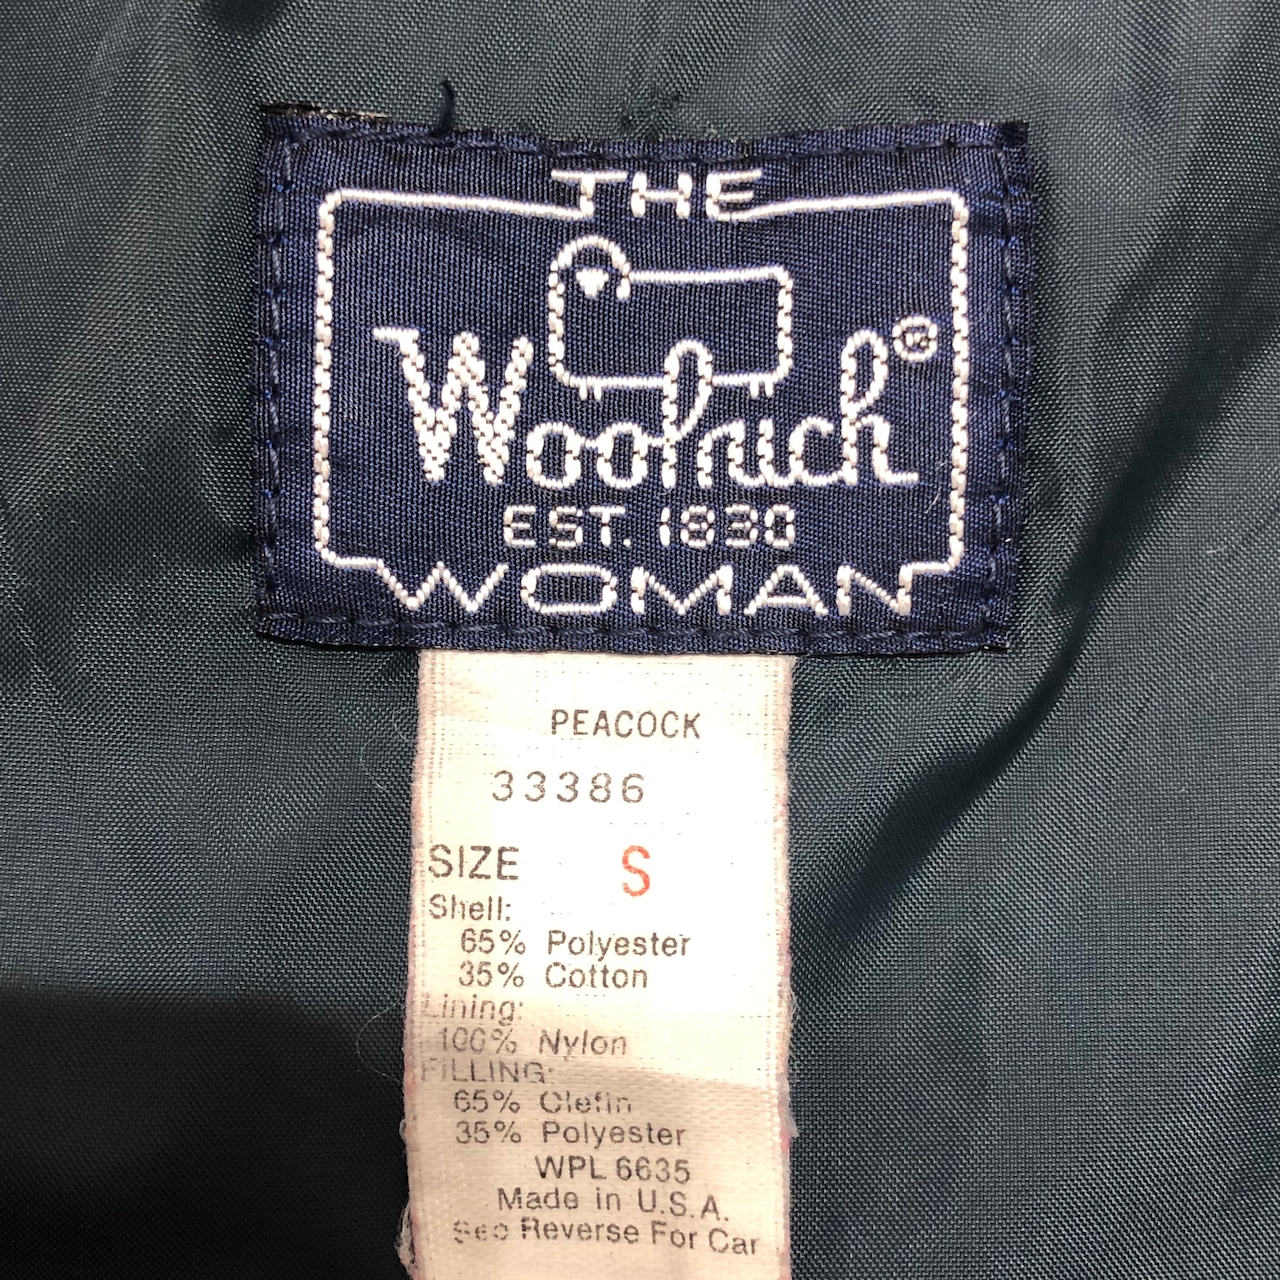 THE
Woolrich®
EST. 1830
WOMAN
PEACOCK
33386
SIZE S
Shell:
65% Polyester
35% Cotton
Lining:
100% Nylon
FILLING:
65% Olefin
35% Polyester
WPL 6635
Made in U.S.A.
See Reverse For Car